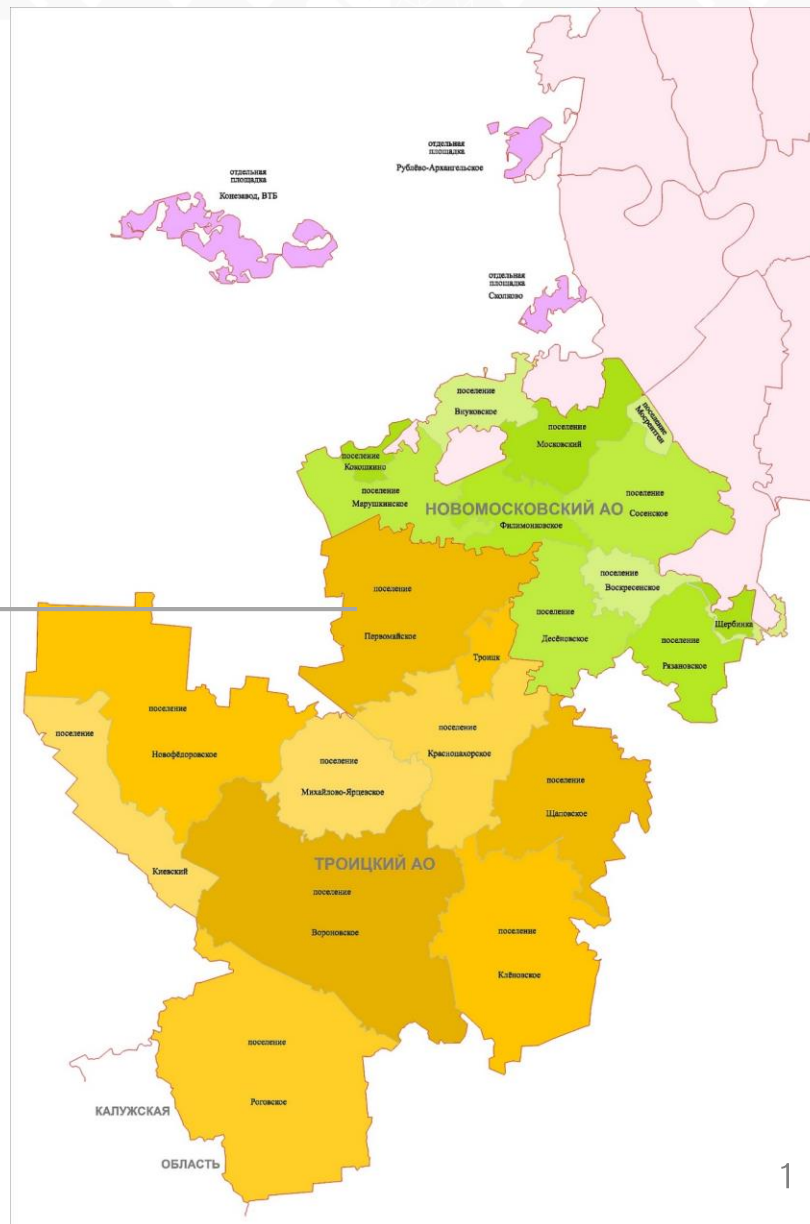 отдельная
площадка
Рублёво-Архангельское
отдельная
площадка
Конезавод, ВТБ
отдельная
площадка
Сколково
поселение
Внуковское
поселение
Мосрентген
поселение
Московский
поселение
Кокошкино
поселение
Марушкинское
поселение
Сосенское
НОВОМОСКОВСКИЙ АО
Филимонковское
поселение
Воскресенское
поселение
Первомайское
поселение
Десёновское
Щербинка
поселение
Рязановское
Троицк
поселение
Новофёдоровское
поселение
Краснопахорское
поселение
Киевский
поселение
Михайлово-Ярцевское
поселение
Щаповское
ТРОИЦКИЙ АО
поселение
Вороновское
поселение
Клёновское
поселение
Роговское
КАЛУЖСКАЯ
ОБЛАСТЬ
1